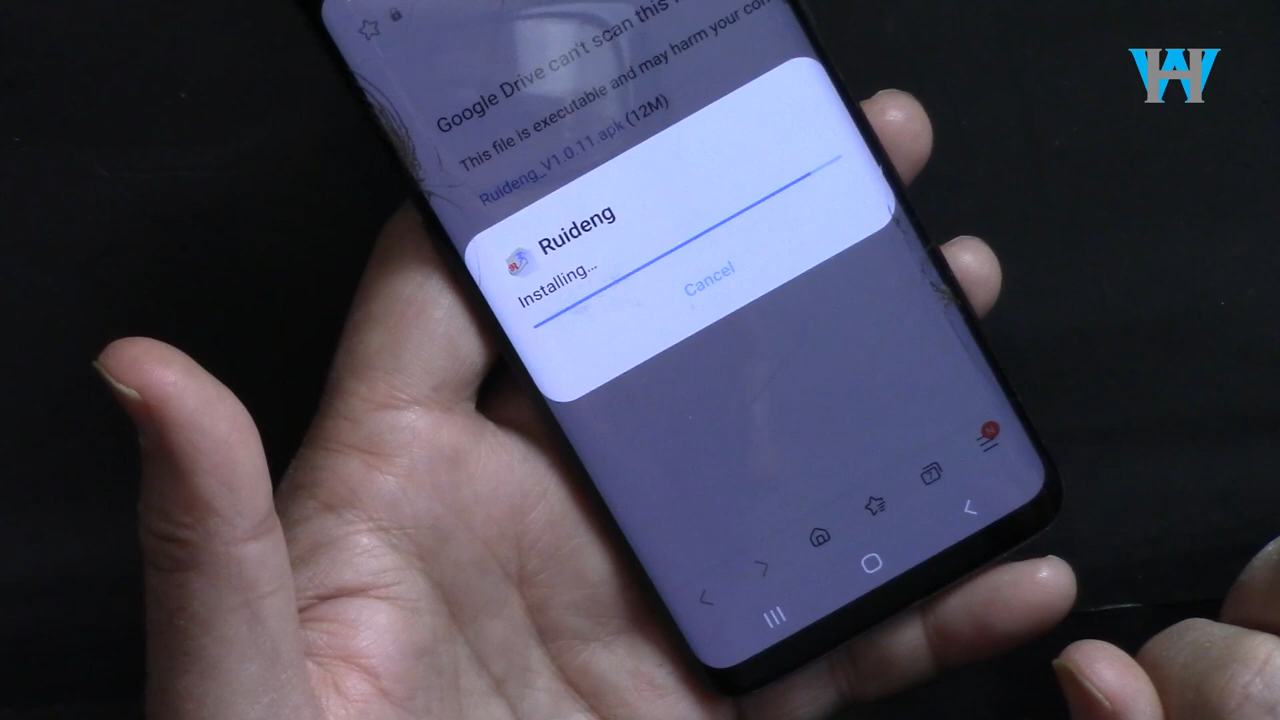 Google Drive can't scan this
This file is executable and may harm your com
Ruideng_V1.0.11.apk (12M)
Ruideng
Installing...
Cancel
7
N